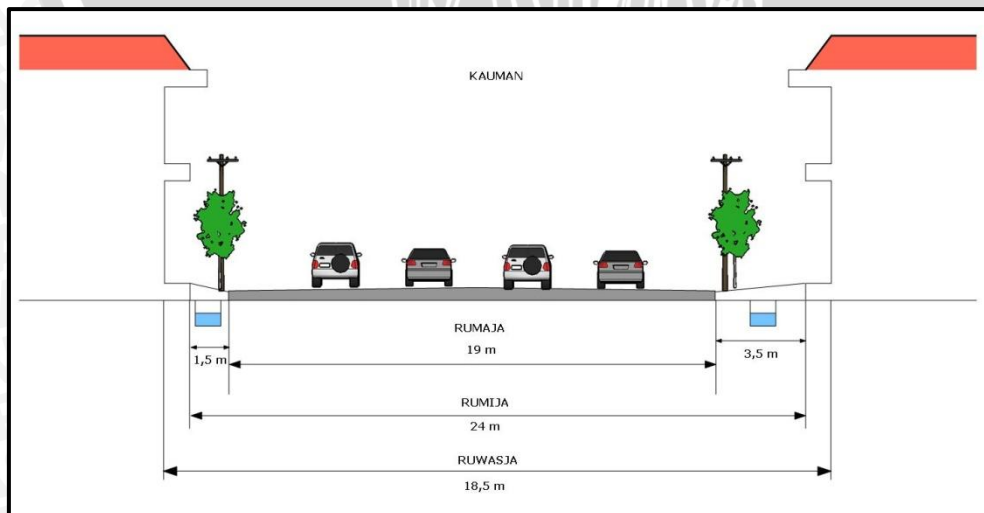 KAUMAN
RUMAJA
19 m
1,5 m
3,5 m
RUMIJA
24 m
RUWASJA
18,5 m